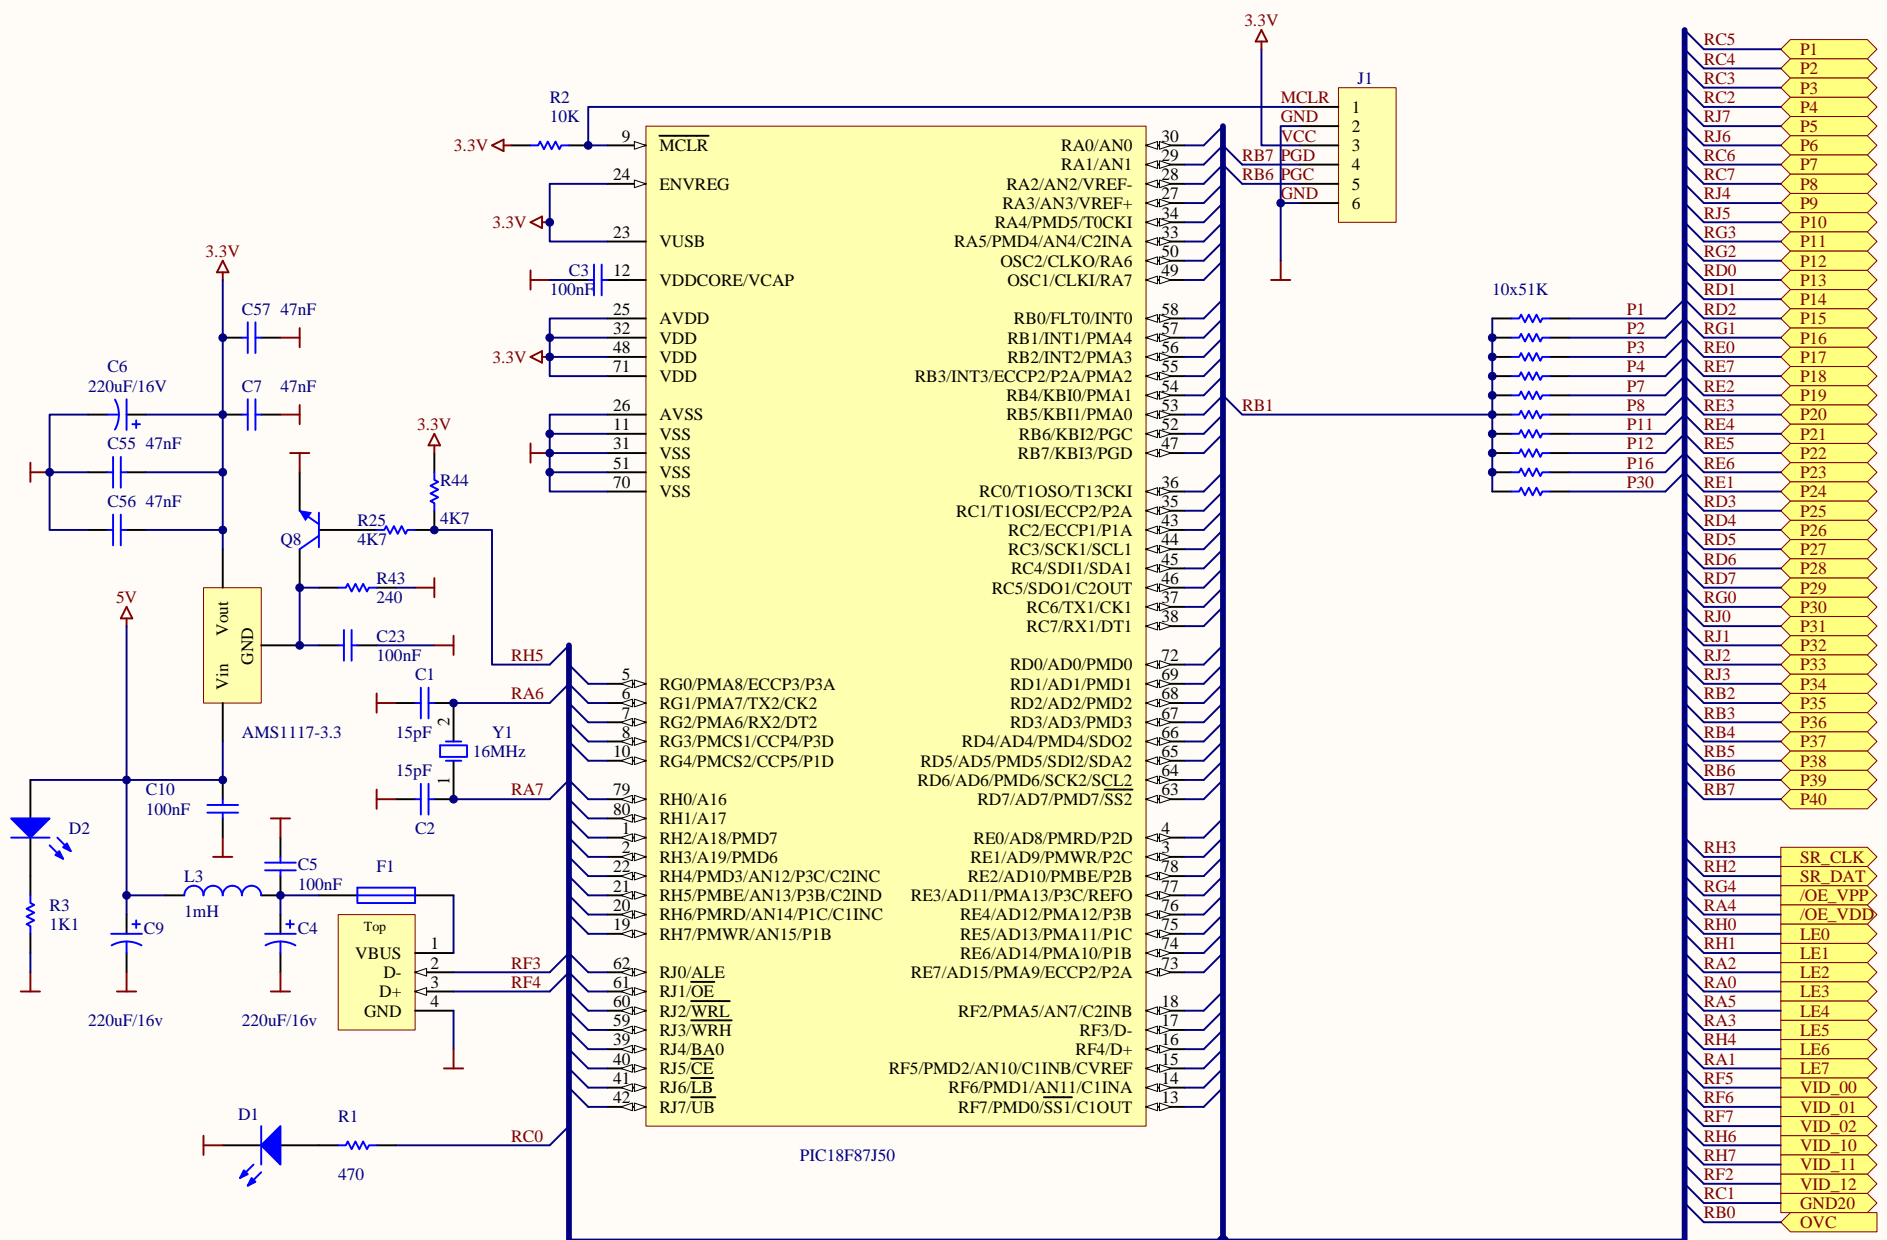 3.3V
J1
R2
10K
MCLR 1
GND 2
VCC 3
RB7 PGD 4
RB6 PGC 5
GND 6
3.3V
9 MCLR
24 ENVREG
3.3V
23 VUSB
C3
100nF
12 VDDCORE/VCAP
25 AVDD
32 VDD
3.3V
48 VDD
71 VDD
26 AVSS
11 VSS
31 VSS
51 VSS
70 VSS
RA0/AN0 30
RA1/AN1 29
RA2/AN2/VREF- 28
RA3/AN3/VREF+ 27
RA4/PMD5/T0CKI 34
RA5/PMD4/AN4/C2INA 33
OSC2/CLKO/RA6 50
OSC1/CLKI/RA7 49
RB0/FLT0/INT0 58
RB1/INT1/PMA4 57
RB2/INT2/PMA3 56
RB3/INT3/ECCP2/P2A/PMA2 55
RB4/KBI0/PMA1 54
RB5/KBI1/PMA0 53
RB6/KBI2/PGC 52
RB7/KBI3/PGD 47
RC0/T1OSO/T13CKI 36
RC1/T1OSI/ECCP2/P2A 35
RC2/ECCP1/P1A 43
RC3/SCK1/SCL1 44
RC4/SDI1/SDA1 45
RC5/SDO1/C2OUT 46
RC6/TX1/CK1 37
RC7/RX1/DT1 38
RD0/AD0/PMD0 72
RD1/AD1/PMD1 69
RD2/AD2/PMD2 68
RD3/AD3/PMD3 67
RD4/AD4/PMD4/SDO2 66
RD5/AD5/PMD5/SDI2/SDA2 65
RD6/AD6/PMD6/SCK2/SCL2 64
RD7/AD7/PMD7/SS2 63
RE0/AD8/PMRD/P2D 4
RE1/AD9/PMWR/P2C 3
RE2/AD10/PMBE/P2B 78
RE3/AD11/PMA13/P3C/REFO 77
RE4/AD12/PMA12/P3B 76
RE5/AD13/PMA11/P1C 75
RE6/AD14/PMA10/P1B 74
RE7/AD15/PMA9/ECCP2/P2A 73
RF2/PMA5/AN7/C2INB 18
RF3/D- 17
RF4/D+ 16
RF5/PMD2/AN10/C1INB/CVREF 15
RF6/PMD1/AN11/C1INA 14
RF7/PMD0/SS1/C1OUT 13
5 RG0/PMA8/ECCP3/P3A
6 RG1/PMA7/TX2/CK2
7 RG2/PMA6/RX2/DT2
8 RG3/PMCS1/CCP4/P3D
10 RG4/PMCS2/CCP5/P1D
79 RH0/A16
80 RH1/A17
1 RH2/A18/PMD7
2 RH3/A19/PMD6
22 RH4/PMD3/AN12/P3C/C2INC
21 RH5/PMBE/AN13/P3B/C2IND
20 RH6/PMRD/AN14/P1C/C1INC
19 RH7/PMWR/AN15/P1B
62 RJ0/ALE
61 RJ1/OE
60 RJ2/WRL
59 RJ3/WRH
39 RJ4/BA0
40 RJ5/CE
41 RJ6/LB
42 RJ7/UB
PIC18F87J50
3.3V
C57 47nF
C6
220uF/16V
C7 47nF
C55 47nF
C56 47nF
3.3V
R44
4K7
R25
4K7
Q8
R43
240
C23
100nF
5V
Vout
GND
Vin
AMS1117-3.3
RH5
RA6
RA7
C1
15pF
2
Y1
16MHz
1
15pF
C2
C10
100nF
D2
R3
1K1
L3
1mH
C5
100nF
F1
C9
C4
220uF/16v
220uF/16v
Top
VBUS 1
D- 2
D+ 3
GND 4
RF3
RF4
D1
R1
470
RC0
RB1
10x51K
P1
P2
P3
P4
P7
P8
P11
P12
P16
P30
RC5 P1
RC4 P2
RC3 P3
RC2 P4
RJ7 P5
RJ6 P6
RC6 P7
RC7 P8
RJ4 P9
RJ5 P10
RG3 P11
RG2 P12
RD0 P13
RD1 P14
RD2 P15
RG1 P16
RE0 P17
RE7 P18
RE2 P19
RE3 P20
RE4 P21
RE5 P22
RE6 P23
RE1 P24
RD3 P25
RD4 P26
RD5 P27
RD6 P28
RD7 P29
RG0 P30
RJ0 P31
RJ1 P32
RJ2 P33
RJ3 P34
RB2 P35
RB3 P36
RB4 P37
RB5 P38
RB6 P39
RB7 P40
RH3 SR_CLK
RH2 SR_DAT
RG4 /OE_VPP
RA4 /OE_VDD
RH0 LE0
RH1 LE1
RA2 LE2
RA0 LE3
RA5 LE4
RA3 LE5
RH4 LE6
RA1 LE7
RF5 VID_00
RF6 VID_01
RF7 VID_02
RH6 VID_10
RH7 VID_11
RF2 VID_12
RC1 GND20
RB0 OVC